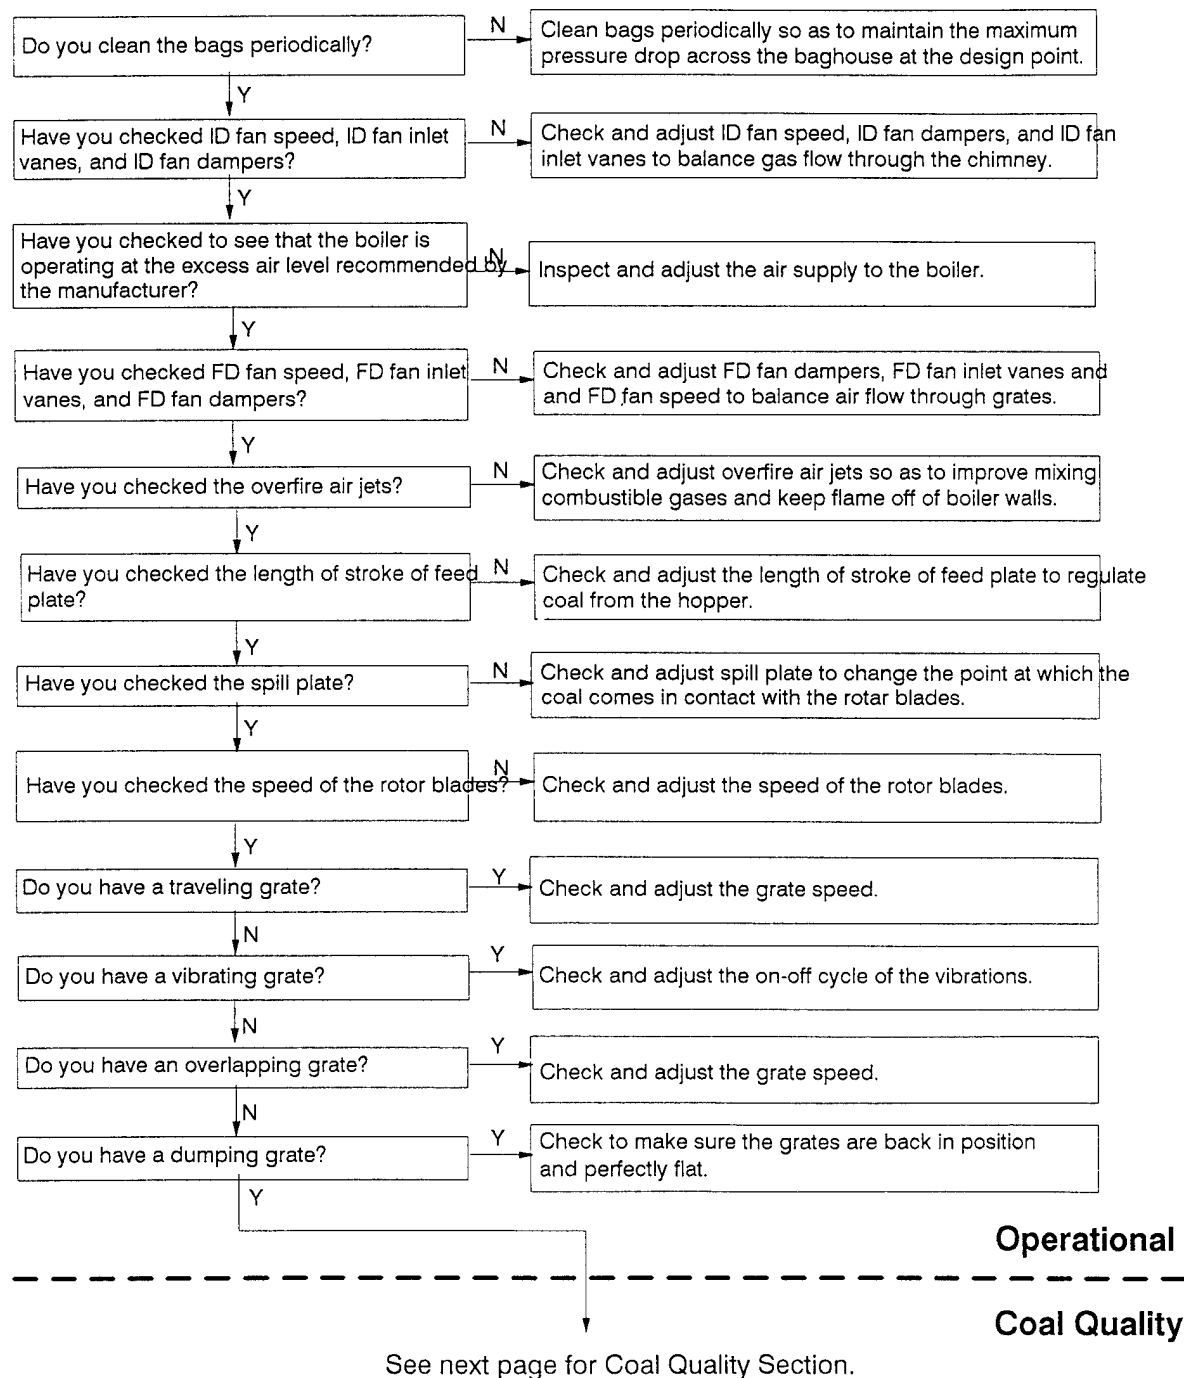 Do you clean the bags periodically?
N
Clean bags periodically so as to maintain the maximum
pressure drop across the baghouse at the design point.
Y
Have you checked ID fan speed, ID fan inlet
vanes, and ID fan dampers?
N
Check and adjust ID fan speed, ID fan dampers, and ID fan
inlet vanes to balance gas flow through the chimney.
Y
Have you checked to see that the boiler is
operating at the excess air level recommended by
the manufacturer?
N
Inspect and adjust the air supply to the boiler.
Y
Have you checked FD fan speed, FD fan inlet
vanes, and FD fan dampers?
N
Check and adjust FD fan dampers, FD fan inlet vanes and
and FD fan speed to balance air flow through grates.
Y
Have you checked the overfire air jets?
N
Check and adjust overfire air jets so as to improve mixing
combustible gases and keep flame off of boiler walls.
Y
Have you checked the length of stroke of feed
plate?
N
Check and adjust the length of stroke of feed plate to regulate
coal from the hopper.
Y
Have you checked the spill plate?
N
Check and adjust spill plate to change the point at which the
coal comes in contact with the rotar blades.
Y
Have you checked the speed of the rotor blades?
N
Check and adjust the speed of the rotor blades.
Y
Do you have a traveling grate?
Y
Check and adjust the grate speed.
N
Do you have a vibrating grate?
Y
Check and adjust the on-off cycle of the vibrations.
N
Do you have an overlapping grate?
Y
Check and adjust the grate speed.
N
Do you have a dumping grate?
Y
Check to make sure the grates are back in position
and perfectly flat.
Y
Operational
Coal Quality
See next page for Coal Quality Section.